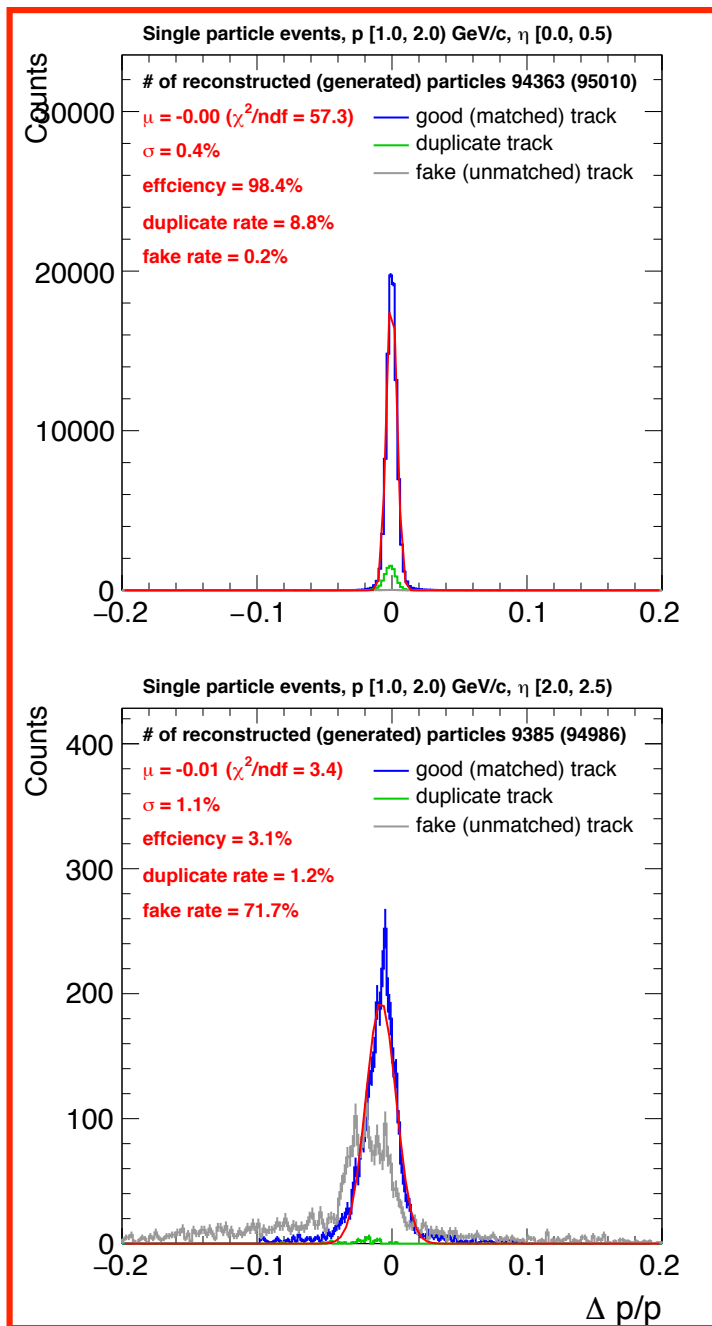 Single particle events, p [1.0, 2.0) GeV/c, η [0.0, 0.5)
# of reconstructed (generated) particles 94363 (95010)
μ = -0.00 (χ²/ndf = 57.3)
σ = 0.4%
effciency = 98.4%
duplicate rate = 8.8%
fake rate = 0.2%
good (matched) track
duplicate track
fake (unmatched) track
Counts
30000
20000
10000
0
−0.2 −0.1 0 0.1 0.2
Single particle events, p [1.0, 2.0) GeV/c, η [2.0, 2.5)
# of reconstructed (generated) particles 9385 (94986)
μ = -0.01 (χ²/ndf = 3.4)
σ = 1.1%
effciency = 3.1%
duplicate rate = 1.2%
fake rate = 71.7%
good (matched) track
duplicate track
fake (unmatched) track
Counts
400
300
200
100
0
−0.2 −0.1 0 0.1 0.2
Δ p/p